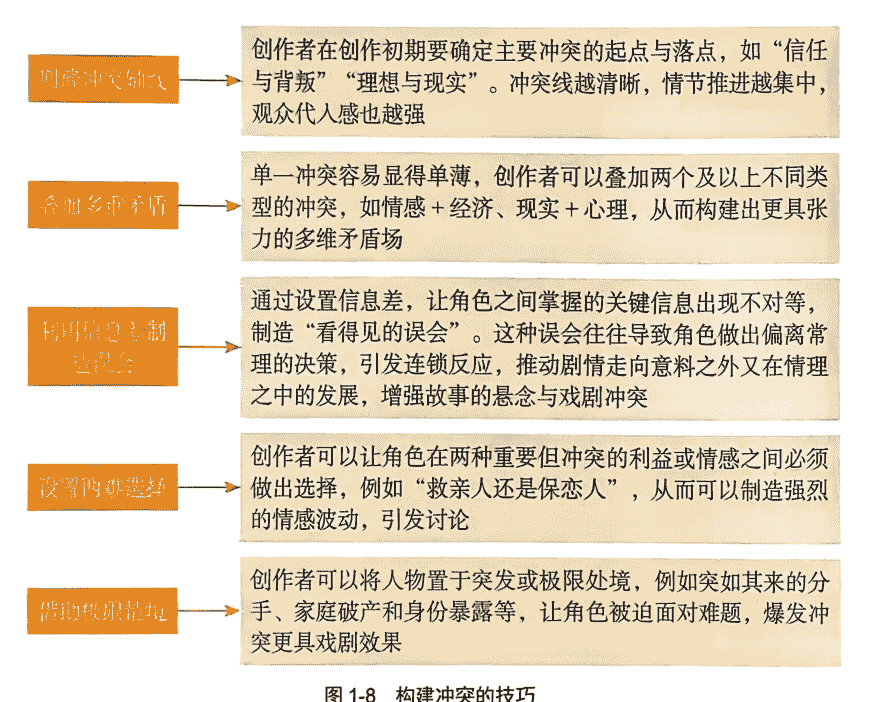 创作者在创作初期要确定主要冲突的起点与落点，如“信任
与背叛”“理想与现实”。冲突线越清晰，情节推进越集中，
观众代入感也越强
叠加多重矛盾
单一冲突容易显得单薄，创作者可以叠加两个及以上不同类
型的冲突，如情感＋经济、现实＋心理，从而构建出更具张
力的多维矛盾场
通过设置信息差，让角色之间掌握的关键信息出现不对等，
制造“看得见的误会”。这种误会往往导致角色做出偏离常
理的决策，引发连锁反应，推动剧情走向意料之外又在情理
之中的发展，增强故事的悬念与戏剧冲突
设置两难选择
创作者可以让角色在两种重要但冲突的利益或情感之间必须
做出选择，例如“救亲人还是保恋人”，从而可以制造强烈
的情感波动，引发讨论
创作者可以将人物置于突发或极限处境，例如突如其来的分
手、家庭破产和身份暴露等，让角色被迫面对难题，爆发冲
突更具戏剧效果
图 1-8 构建冲突的技巧